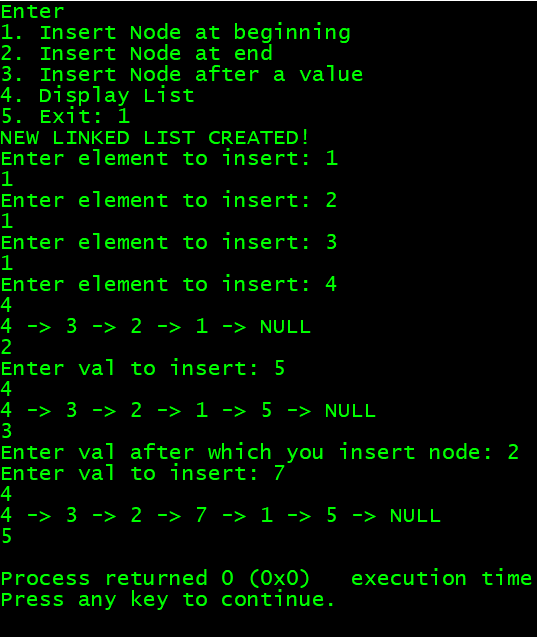 Enter
1. Insert Node at beginning
2. Insert Node at end
3. Insert Node after a value
4. Display List
5. Exit: 1
NEW LINKED LIST CREATED!
Enter element to insert: 1
1
Enter element to insert: 2
1
Enter element to insert: 3
1
Enter element to insert: 4
4
4 -> 3 -> 2 -> 1 -> NULL
2
Enter val to insert: 5
4
4 -> 3 -> 2 -> 1 -> 5 -> NULL
3
Enter val after which you insert node: 2
Enter val to insert: 7
4
4 -> 3 -> 2 -> 7 -> 1 -> 5 -> NULL
5
Process returned 0 (0x0)   execution time
Press any key to continue.